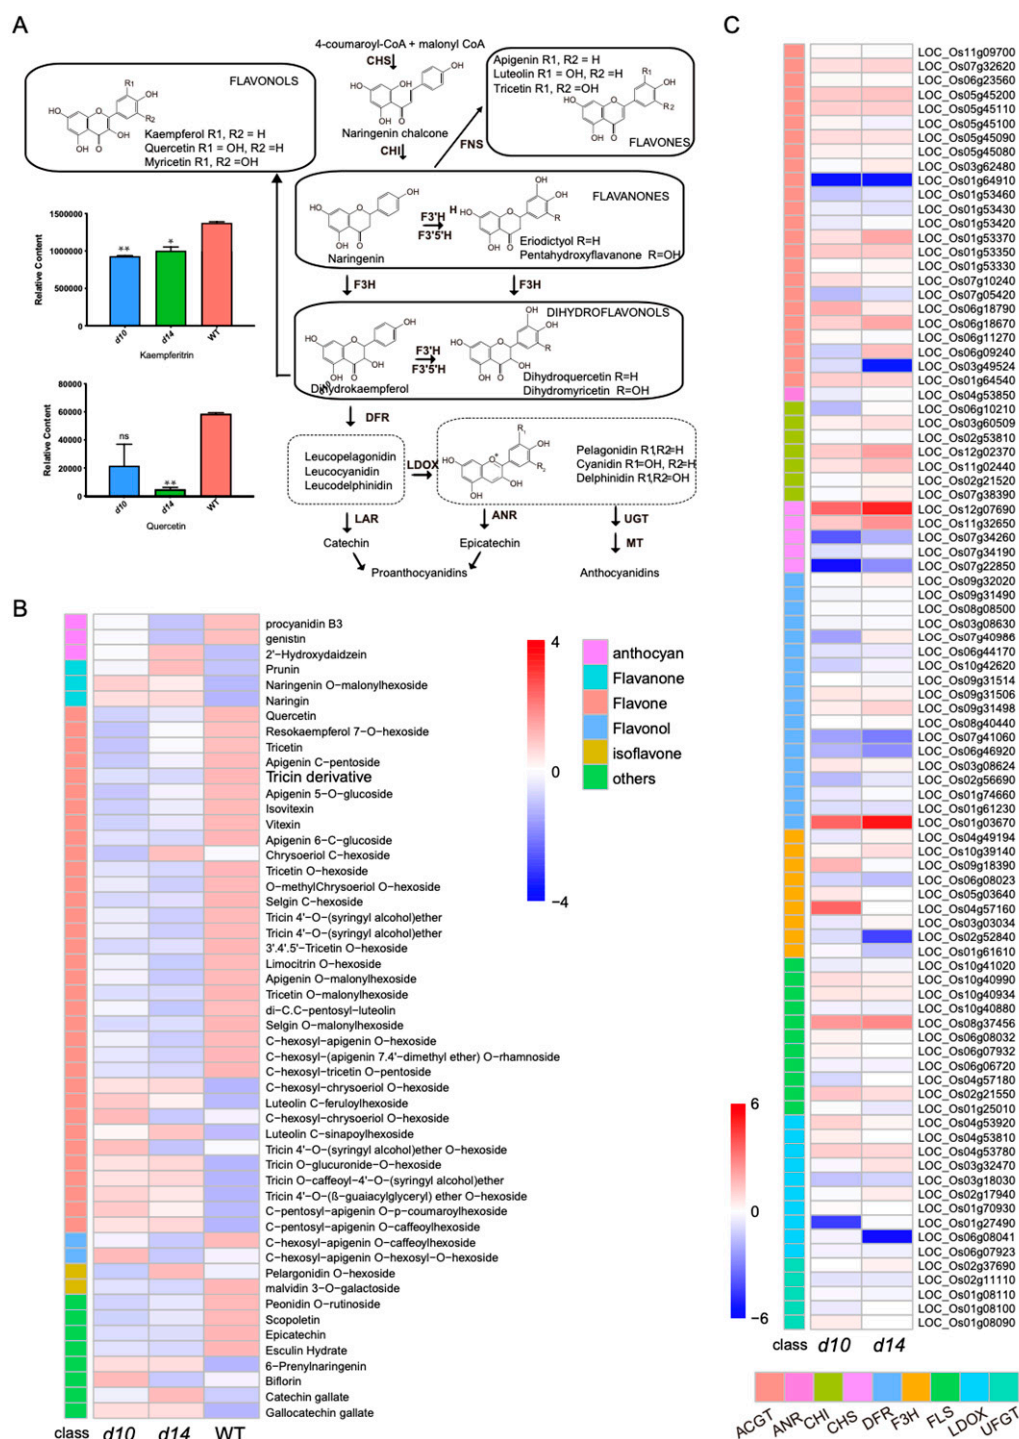 A
4-coumaroyl-CoA + malonyl CoA
CHS
Naringenin chalcone
CHI
FNS
FLAVONOLS
Kaempferol R1, R2 = H
Quercetin R1 = OH, R2 = H
Myricetin R1, R2 =OH
Apigenin R1, R2 = H
Luteolin R1 = OH, R2 = H
Tricetin R1, R2 =OH
FLAVONES
FLAVANONES
Naringenin
F3'H
F3'5'H
H
Eriodictyol R=H
Pentahydroxyflavanone R=OH
F3H
F3H
DIHYDROFLAVONOLS
Dihydrokaempferol
F3'H
F3'5'H
Dihydroquercetin R=H
Dihydromyricetin R=OH
DFR
Leucopelagonidin
Leucocyanidin
Leucodelphinidin
LDOX
Pelagonidin R1,R2=H
Cyanidin R1=OH, R2=H
Delphinidin R1,R2=OH
LAR
ANR
UGT
MT
Catechin
Epicatechin
Proanthocyanidins
Anthocyanidins
Relative Content
1500000
1000000
500000
0
**
*
d10
d14
WT
Kaempferitrin
Relative Content
80000
60000
40000
20000
0
ns
**
d10
d14
WT
Quercetin
B
procyanidin B3
genistin
2'-Hydroxydaidzein
Prunin
Naringenin O-malonylhexoside
Naringin
Quercetin
Resokaempferol 7-O-hexoside
Tricetin
Apigenin C-pentoside
Tricin derivative
Apigenin 5-O-glucoside
Isovitexin
Vitexin
Apigenin 6-C-glucoside
Chrysoeriol C-hexoside
Tricetin O-hexoside
O-methylChrysoeriol O-hexoside
Selgin C-hexoside
Tricin 4'-O-(syringyl alcohol)ether
Tricin 4'-O-(syringyl alcohol)ether
3'.4'.5'-Tricetin O-hexoside
Limocitrin O-hexoside
Apigenin O-malonylhexoside
Tricetin O-malonylhexoside
di-C.C-pentosyl-luteolin
Selgin O-malonylhexoside
C-hexosyl-apigenin O-hexoside
C-hexosyl-(apigenin 7.4'-dimethyl ether) O-rhamnoside
C-hexosyl-tricetin O-pentoside
C-hexosyl-chrysoeriol O-hexoside
Luteolin C-feruloylhexoside
C-hexosyl-chrysoeriol O-hexoside
Luteolin C-sinapoylhexoside
Tricin 4'-O-(syringyl alcohol)ether O-hexoside
Tricin O-glucuronide-O-hexoside
Tricin O-caffeoyl-4'-O-(syringyl alcohol)ether
Tricin 4'-O-(ß-guaiacylglyceryl) ether O-hexoside
C-pentosyl-apigenin O-p-coumaroylhexoside
C-pentosyl-apigenin O-caffeoylhexoside
C-hexosyl-apigenin O-caffeoylhexoside
C-hexosyl-apigenin O-hexosyl-O-hexoside
Pelargonidin O-hexoside
malvidin 3-O-galactoside
Peonidin O-rutinoside
Scopoletin
Epicatechin
Esculin Hydrate
6-Prenylnaringenin
Biflorin
Catechin gallate
Gallocatechin gallate
class d10 d14 WT
4
0
-4
anthocyan
Flavanone
Flavone
Flavonol
isoflavone
others
C
LOC_Os11g09700
LOC_Os07g32620
LOC_Os06g23560
LOC_Os05g45200
LOC_Os05g45110
LOC_Os05g45100
LOC_Os05g45090
LOC_Os05g45080
LOC_Os03g62480
LOC_Os01g64910
LOC_Os01g53460
LOC_Os01g53430
LOC_Os01g53420
LOC_Os01g53370
LOC_Os01g53350
LOC_Os01g53330
LOC_Os07g10240
LOC_Os07g05420
LOC_Os06g18790
LOC_Os06g18670
LOC_Os06g11270
LOC_Os06g09240
LOC_Os03g49524
LOC_Os01g64540
LOC_Os04g53850
LOC_Os06g10210
LOC_Os03g60509
LOC_Os02g53810
LOC_Os12g02370
LOC_Os11g02440
LOC_Os02g21520
LOC_Os07g38390
LOC_Os12g07690
LOC_Os11g32650
LOC_Os07g34260
LOC_Os07g34190
LOC_Os07g22850
LOC_Os09g32020
LOC_Os09g31490
LOC_Os08g08500
LOC_Os03g08630
LOC_Os07g40986
LOC_Os06g44170
LOC_Os10g42620
LOC_Os09g31514
LOC_Os09g31506
LOC_Os09g31498
LOC_Os08g40440
LOC_Os07g41060
LOC_Os06g46920
LOC_Os03g08624
LOC_Os02g56690
LOC_Os01g74660
LOC_Os01g61230
LOC_Os01g03670
LOC_Os04g49194
LOC_Os10g39140
LOC_Os09g18390
LOC_Os06g08023
LOC_Os05g03640
LOC_Os04g57160
LOC_Os03g03034
LOC_Os02g52840
LOC_Os01g61610
LOC_Os10g41020
LOC_Os10g40990
LOC_Os10g40934
LOC_Os10g40880
LOC_Os08g37456
LOC_Os06g08032
LOC_Os06g07932
LOC_Os06g06720
LOC_Os04g57180
LOC_Os02g21550
LOC_Os01g25010
LOC_Os04g53920
LOC_Os04g53810
LOC_Os04g53780
LOC_Os03g32470
LOC_Os03g18030
LOC_Os02g17940
LOC_Os01g70930
LOC_Os01g27490
LOC_Os06g08041
LOC_Os06g07923
LOC_Os02g37690
LOC_Os02g11110
LOC_Os01g08110
LOC_Os01g08100
LOC_Os01g08090
6
0
-6
class d10 d14
ACGT
ANR
CHI
CHS
DFR
F3H
FLS
LDOX
UFGT